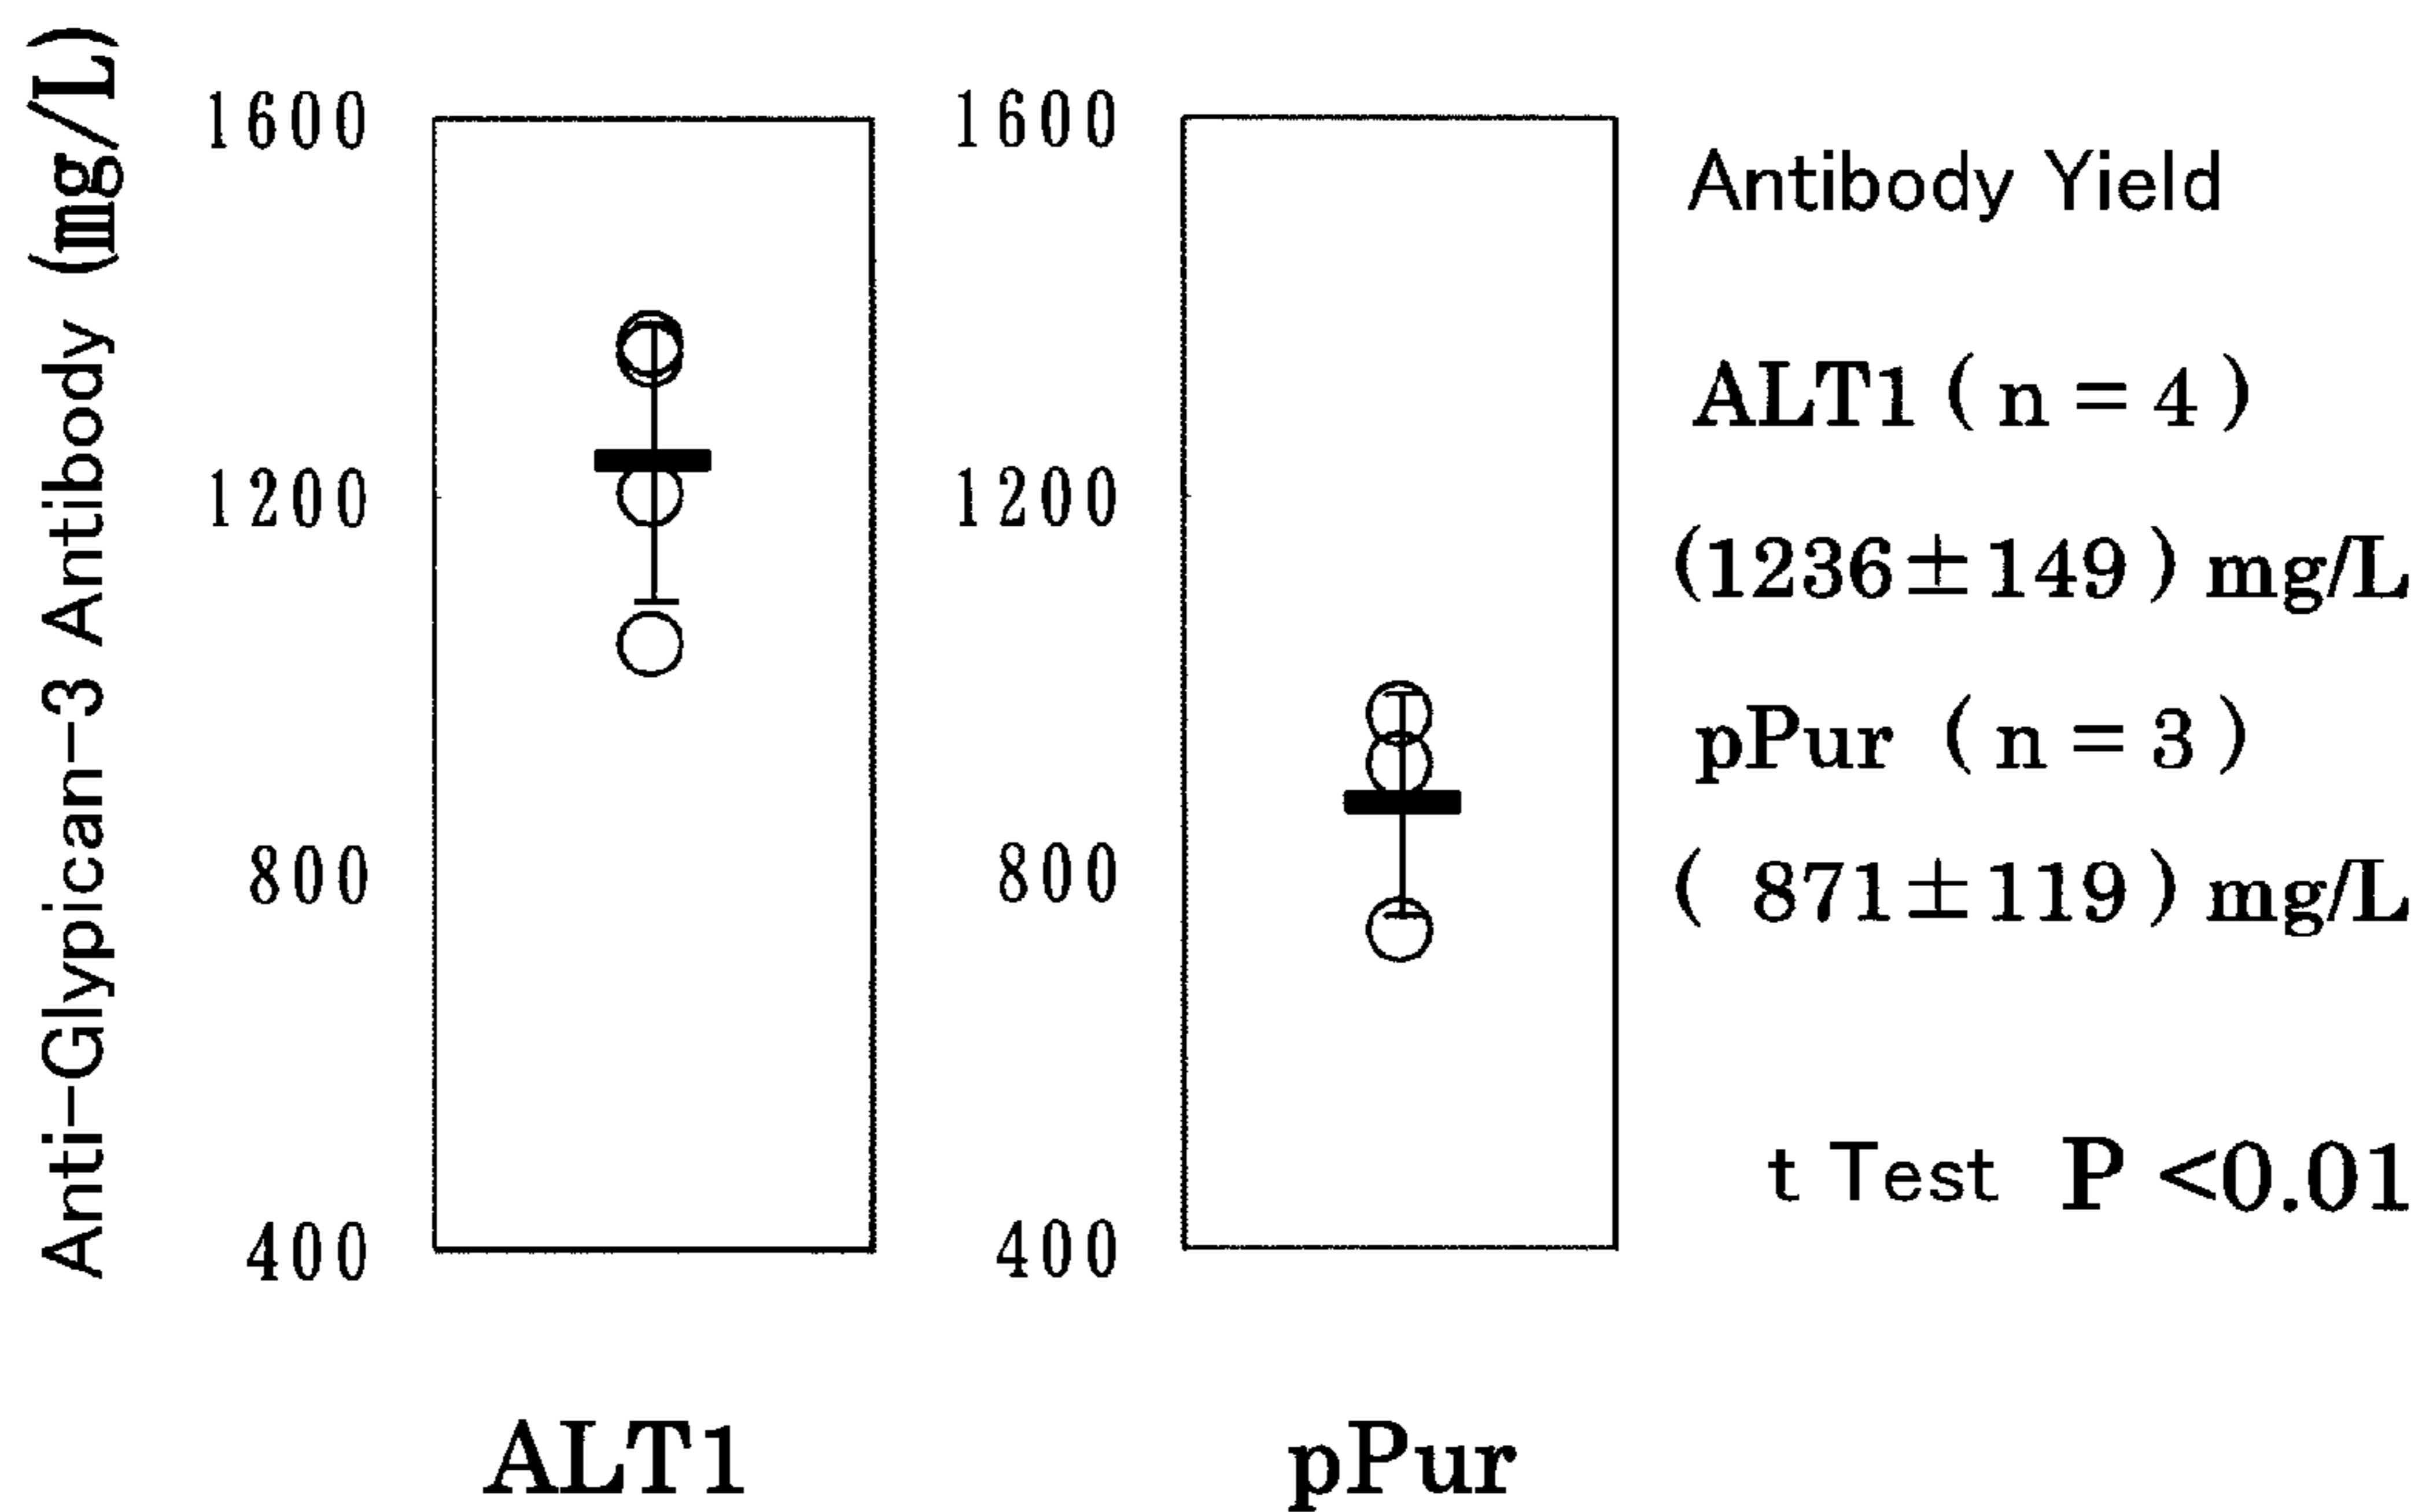 Anti-Glypican-3 Antibody (mg/L)
1600
1200
800
400
ALT1
1600
1200
800
400
pPur
Antibody Yield
ALT1 ( n = 4 )
(1236±149 ) mg/L
pPur ( n = 3 )
( 871±119 ) mg/L
t Test P <0.01